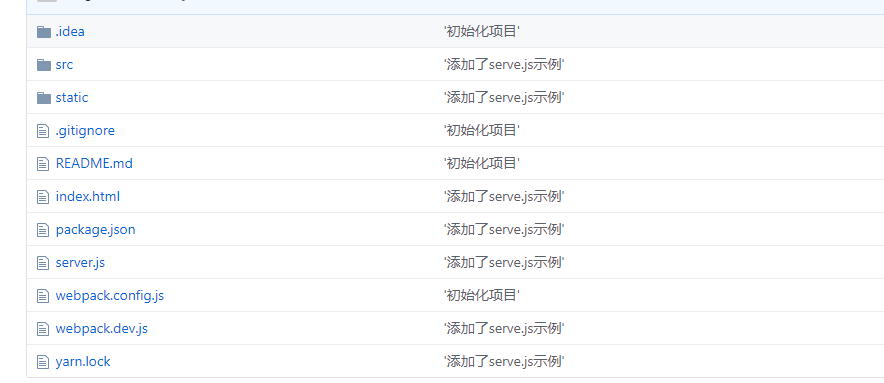 .idea '初始化项目'
src '添加了serve.js示例'
static '添加了serve.js示例'
.gitignore '初始化项目'
README.md '初始化项目'
index.html '添加了serve.js示例'
package.json '添加了serve.js示例'
server.js '添加了serve.js示例'
webpack.config.js '初始化项目'
webpack.dev.js '添加了serve.js示例'
yarn.lock '添加了serve.js示例'